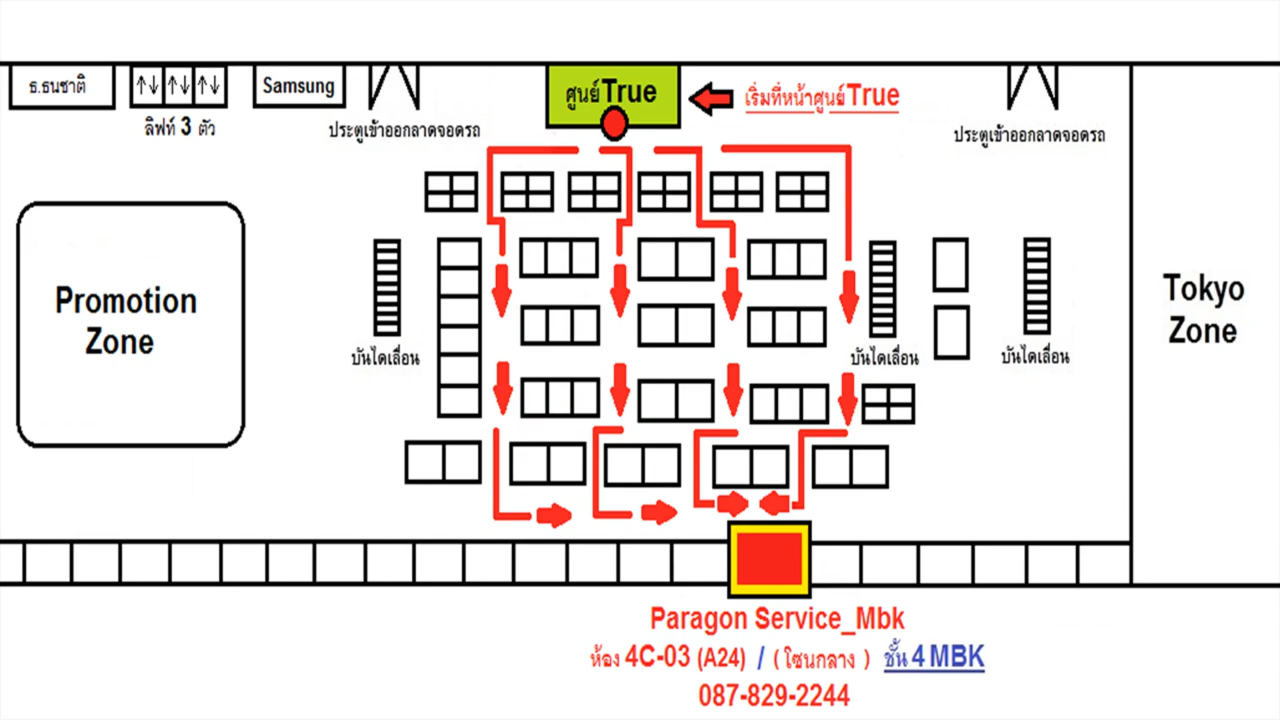 ธ.ธนชาติ
ลิฟท์ 3 ตัว
Samsung
ประตูเข้าออกลาดจอดรถ
ศูนย์True
เริ่มที่หน้าศูนย์True
ประตูเข้าออกลาดจอดรถ
Promotion
Zone
บันไดเลื่อน
บันไดเลื่อน
บันไดเลื่อน
Tokyo
Zone
Paragon Service_Mbk
ห้อง 4C-03 (A24) / ( โซนกลาง ) ชั้น 4 MBK
087-829-2244